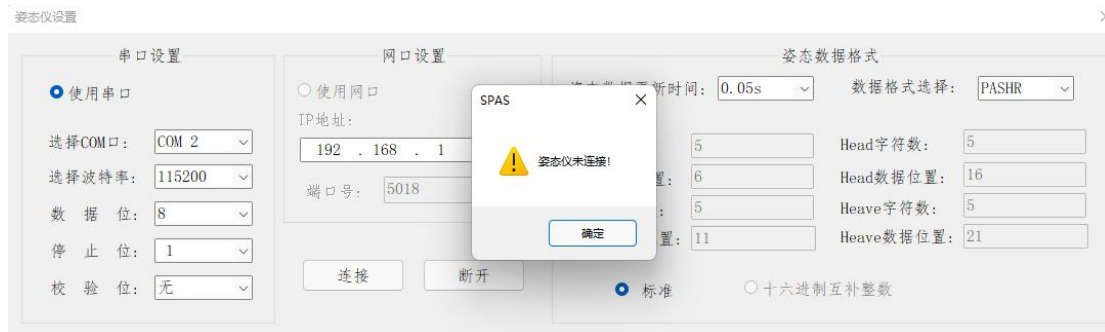 姿态仪设置
串口设置
使用串口
选择COM口: COM 2
选择波特率: 115200
数 据 位: 8
停 止 位: 1
校 验 位: 无
网口设置
使用网口
IP地址:
192 . 168 . 1
端口号: 5018
连接 断开
SPAS
姿态仪未连接!
确定
姿态数据格式
新时间: 0.05s 数据格式选择: PASHR
5 Head字符数: 5
置: 6 Head数据位置: 16
: 5 Heave字符数: 5
置: 11 Heave数据位置: 21
标准 十六进制互补整数